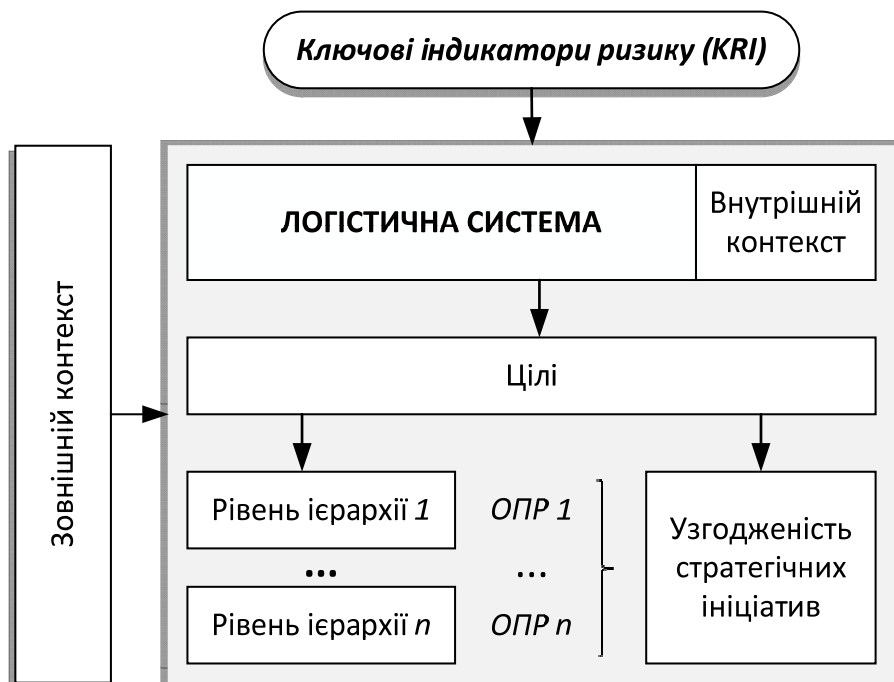 Ключові індикатори ризику (KRI)
Зовнішній контекст
ЛОГІСТИЧНА СИСТЕМА
Внутрішній
контекст
Цілі
Рівень ієрархії 1
ОПР 1
...
...
Рівень ієрархії n
ОПР n
Узгодженість
стратегічних
ініціатив